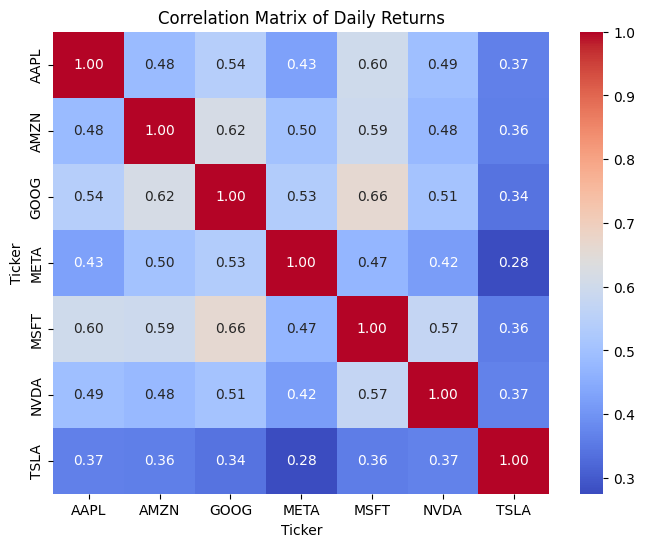 Correlation Matrix of Daily Returns
AAPL 1.00 0.48 0.54 0.43 0.60 0.49 0.37
AMZN 0.48 1.00 0.62 0.50 0.59 0.48 0.36
GOOG 0.54 0.62 1.00 0.53 0.66 0.51 0.34
META 0.43 0.50 0.53 1.00 0.47 0.42 0.28
MSFT 0.60 0.59 0.66 0.47 1.00 0.57 0.36
NVDA 0.49 0.48 0.51 0.42 0.57 1.00 0.37
TSLA 0.37 0.36 0.34 0.28 0.36 0.37 1.00
AAPL AMZN GOOG META MSFT NVDA TSLA
Ticker
Ticker
1.0
0.9
0.8
0.7
0.6
0.5
0.4
0.3